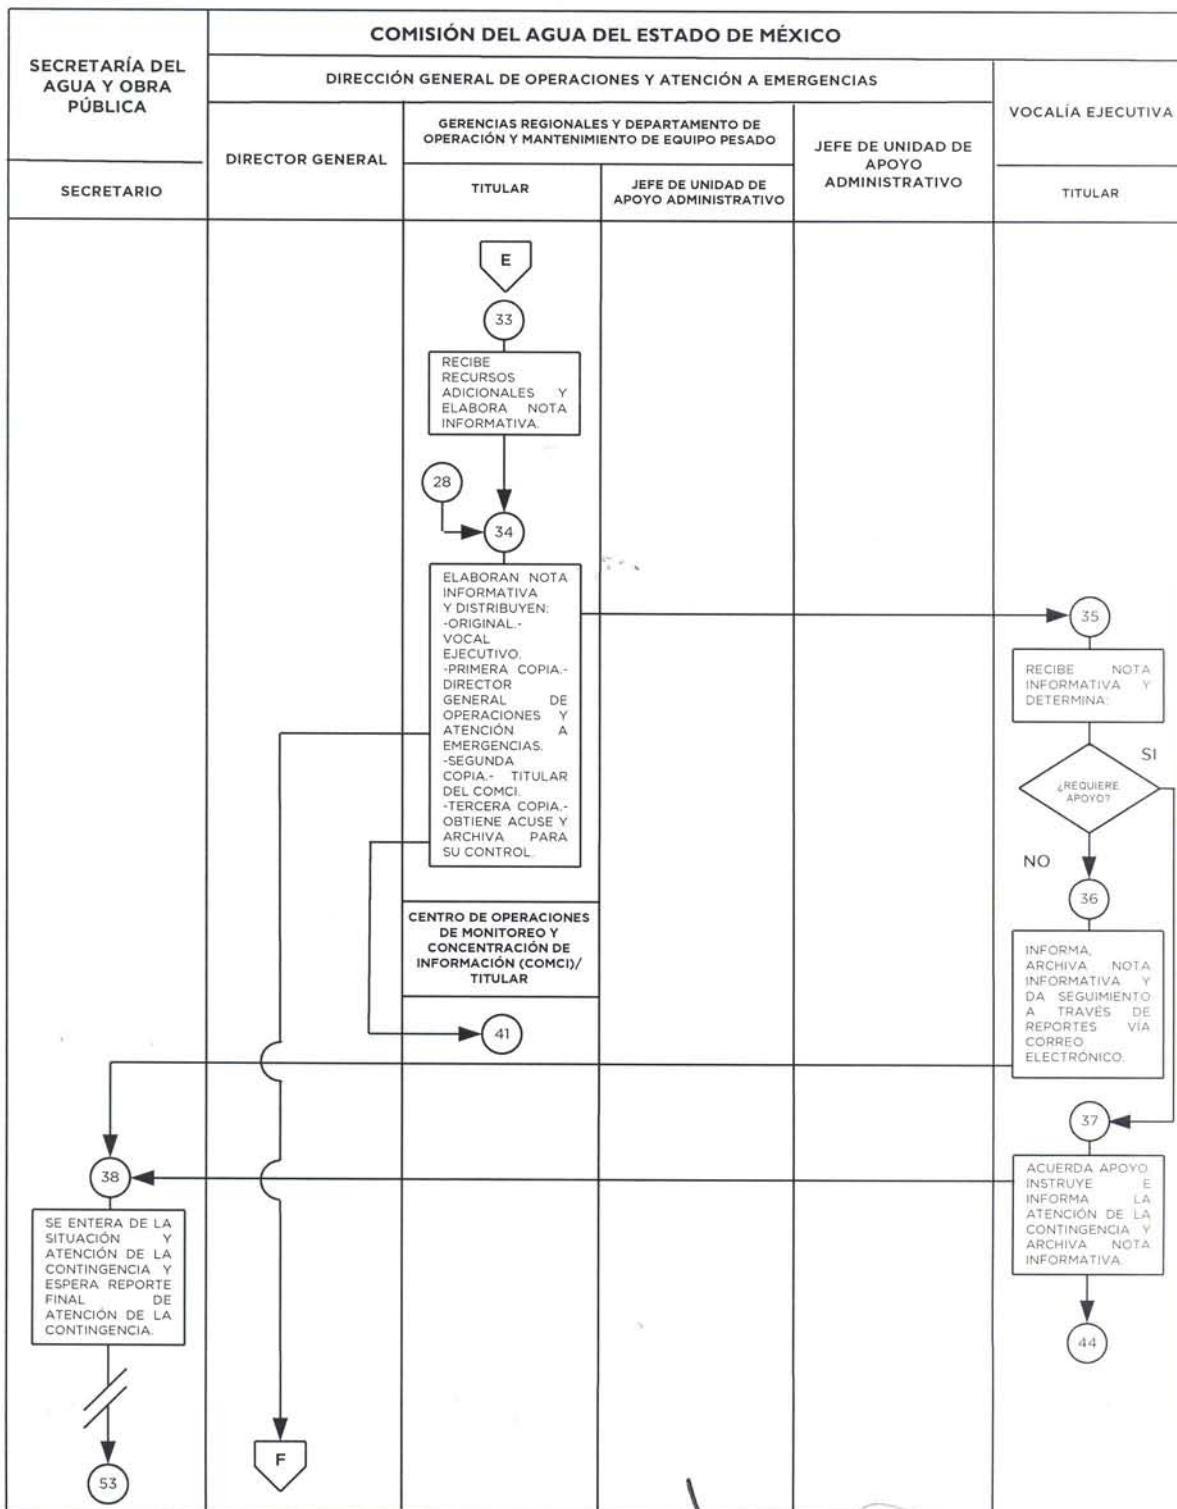 COMISIÓN DEL AGUA DEL ESTADO DE MÉXICO
SECRETARÍA DEL
AGUA Y OBRA
PÚBLICA
DIRECCIÓN GENERAL DE OPERACIONES Y ATENCIÓN A EMERGENCIAS
VOCALÍA EJECUTIVA
DIRECTOR GENERAL
GERENCIAS REGIONALES Y DEPARTAMENTO DE
OPERACIÓN Y MANTENIMIENTO DE EQUIPO PESADO
JEFE DE UNIDAD DE
APOYO
ADMINISTRATIVO
SECRETARIO
TITULAR
JEFE DE UNIDAD DE
APOYO ADMINISTRATIVO
TITULAR
E
33
RECIBE
RECURSOS
ADICIONALES Y
ELABORA NOTA
INFORMATIVA.
28
34
ELABORAN NOTA
INFORMATIVA
Y DISTRIBUYEN:
-ORIGINAL.-
VOCAL
EJECUTIVO.
-PRIMERA COPIA.-
DIRECTOR
GENERAL DE
OPERACIONES Y
ATENCIÓN A
EMERGENCIAS.
-SEGUNDA
COPIA.- TITULAR
DEL COMCI.
-TERCERA COPIA.-
OBTIENE ACUSE Y
ARCHIVA PARA
SU CONTROL.
35
RECIBE NOTA
INFORMATIVA Y
DETERMINA:
SI
¿REQUIERE
APOYO?
NO
36
INFORMA,
ARCHIVA NOTA
INFORMATIVA Y
DA SEGUIMIENTO
A TRAVÉS DE
REPORTES VÍA
CORREO
ELECTRÓNICO.
CENTRO DE OPERACIONES
DE MONITOREO Y
CONCENTRACIÓN DE
INFORMACIÓN (COMCI)/
TITULAR
41
37
ACUERDA APOYO
INSTRUYE E
INFORMA LA
ATENCIÓN DE LA
CONTINGENCIA Y
ARCHIVA NOTA
INFORMATIVA.
44
38
SE ENTERA DE LA
SITUACIÓN Y
ATENCIÓN DE LA
CONTINGENCIA Y
ESPERA REPORTE
FINAL DE
ATENCIÓN DE LA
CONTINGENCIA.
53
F